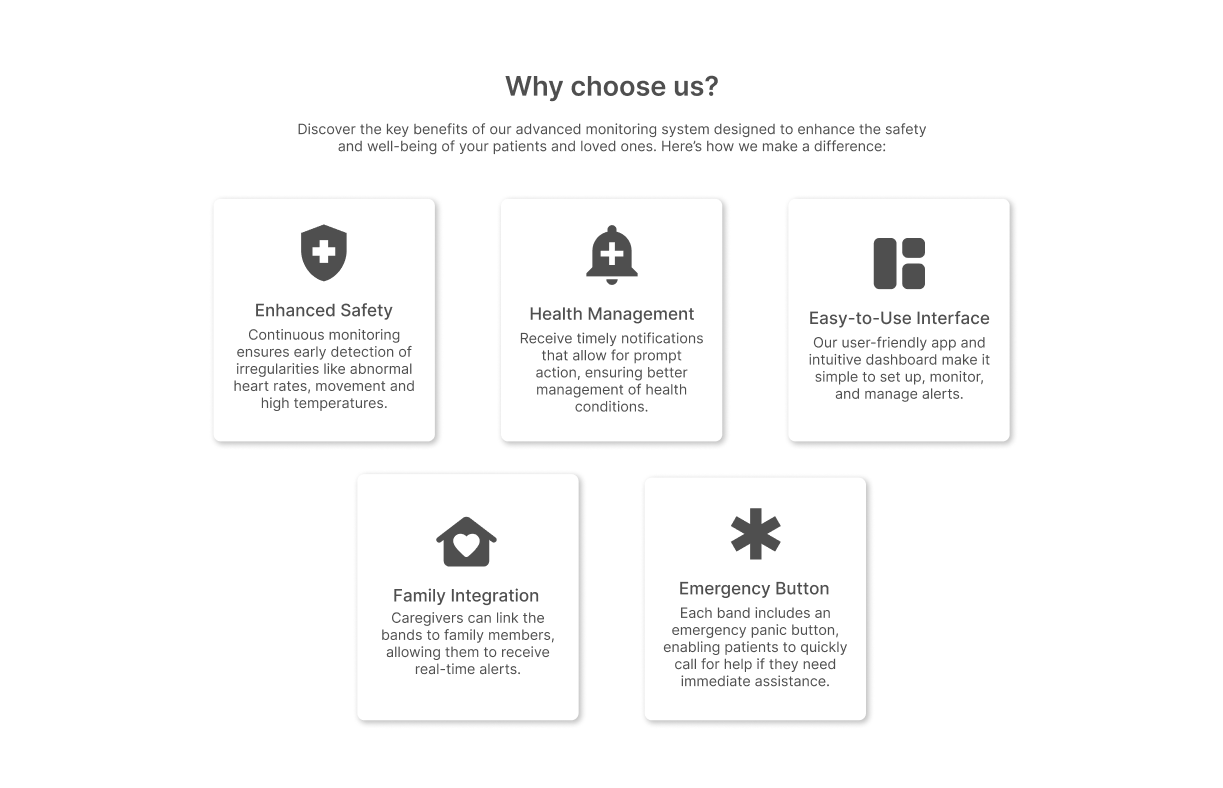 Why choose us?
Discover the key benefits of our advanced monitoring system designed to enhance the safety
and well-being of your patients and loved ones. Here’s how we make a difference:
Enhanced Safety
Continuous monitoring
ensures early detection of
irregularities like abnormal
heart rates, movement and
high temperatures.
Health Management
Receive timely notifications
that allow for prompt
action, ensuring better
management of health
conditions.
Easy-to-Use Interface
Our user-friendly app and
intuitive dashboard make it
simple to set up, monitor,
and manage alerts.
Family Integration
Caregivers can link the
bands to family members,
allowing them to receive
real-time alerts.
Emergency Button
Each band includes an
emergency panic button,
enabling patients to quickly
call for help if they need
immediate assistance.